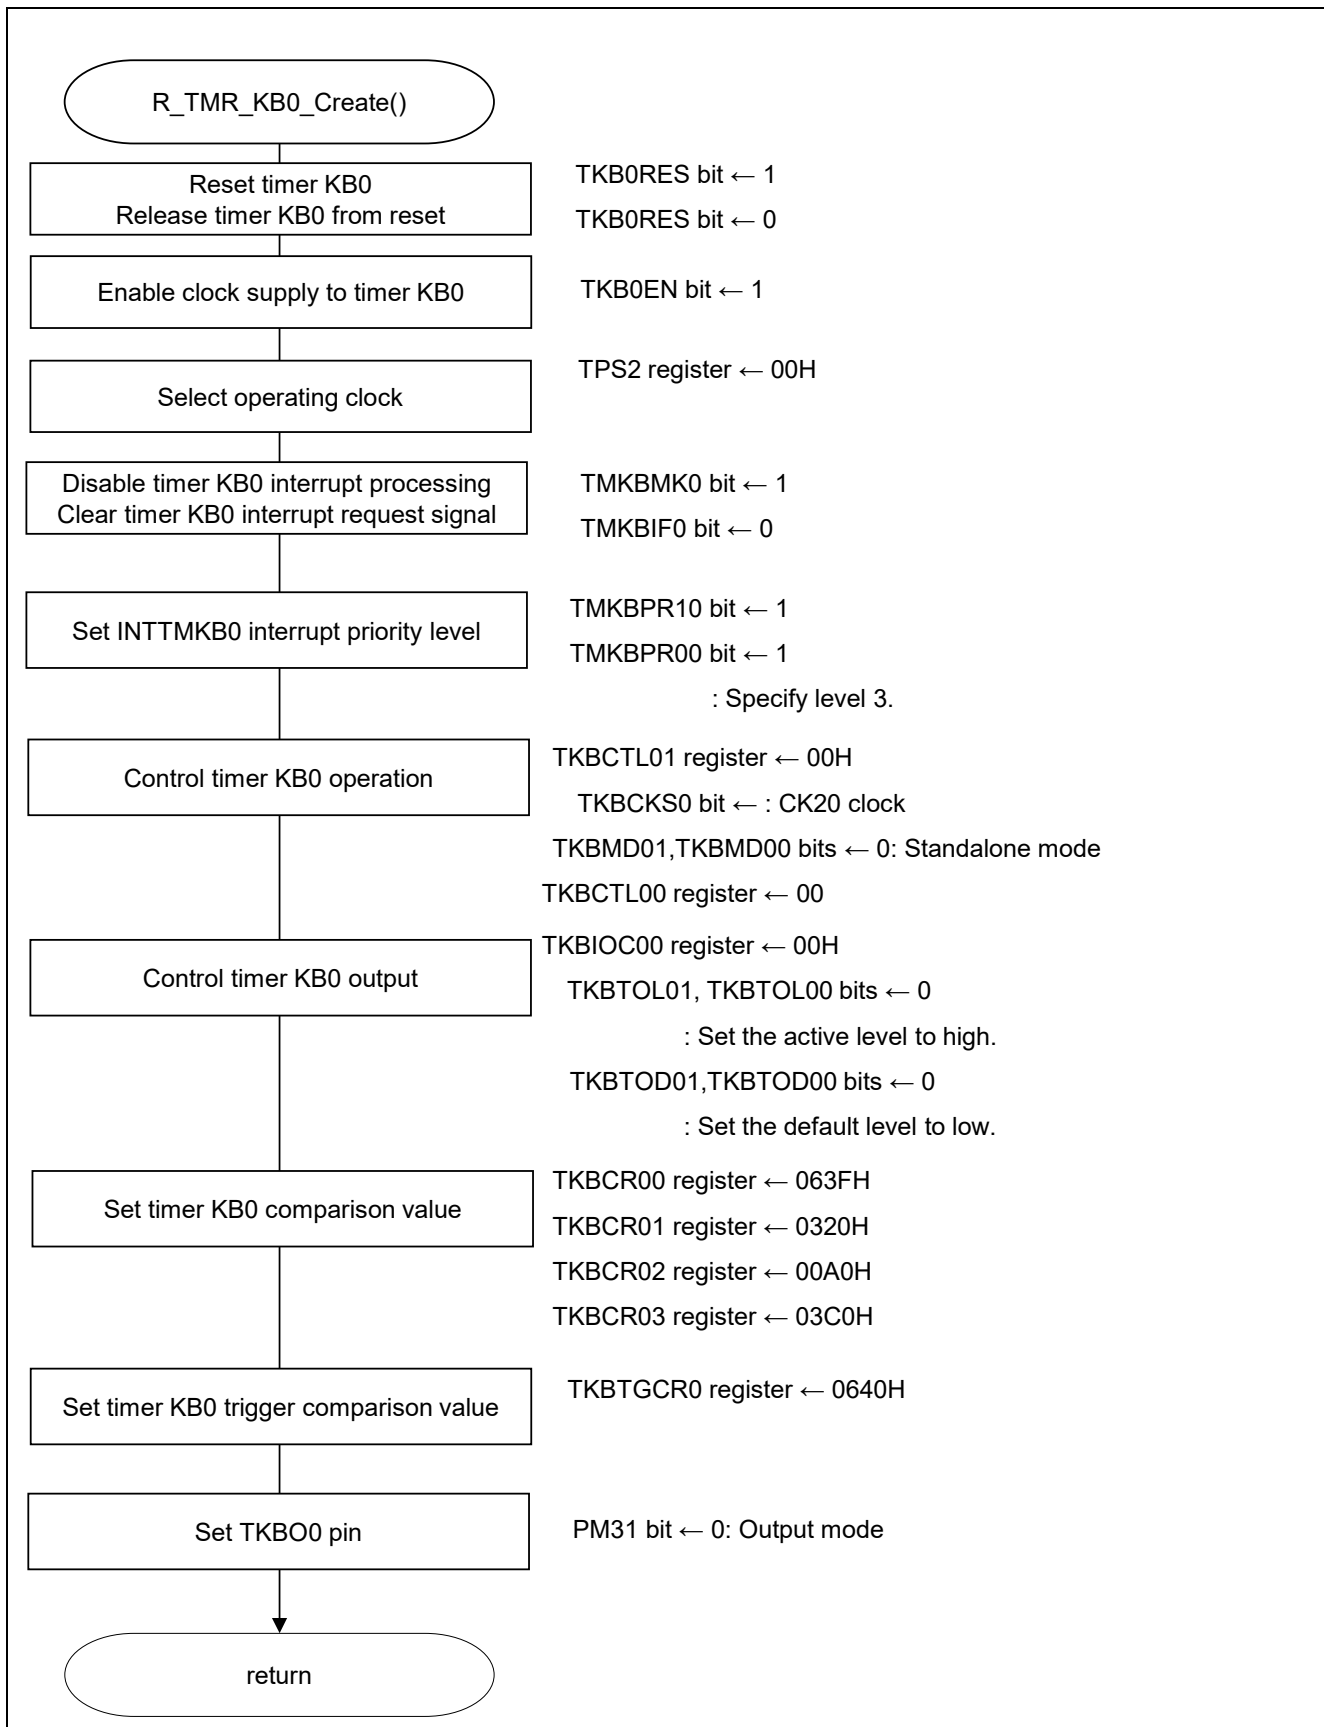 R_TMR_KB0_Create()
Reset timer KB0
Release timer KB0 from reset
TKB0RES bit ← 1
TKB0RES bit ← 0
Enable clock supply to timer KB0
TKB0EN bit ← 1
Select operating clock
TPS2 register ← 00H
Disable timer KB0 interrupt processing
Clear timer KB0 interrupt request signal
TMKBMK0 bit ← 1
TMKBIF0 bit ← 0
Set INTTMKB0 interrupt priority level
TMKBPR10 bit ← 1
TMKBPR00 bit ← 1
: Specify level 3.
Control timer KB0 operation
TKBCTL01 register ← 00H
TKBCKS0 bit ← : CK20 clock
TKBMD01,TKBMD00 bits ← 0: Standalone mode
TKBCTL00 register ← 00
Control timer KB0 output
TKBIOC00 register ← 00H
TKBTOL01, TKBTOL00 bits ← 0
: Set the active level to high.
TKBTOD01,TKBTOD00 bits ← 0
: Set the default level to low.
Set timer KB0 comparison value
TKBCR00 register ← 063FH
TKBCR01 register ← 0320H
TKBCR02 register ← 00A0H
TKBCR03 register ← 03C0H
Set timer KB0 trigger comparison value
TKBTGCR0 register ← 0640H
Set TKBO0 pin
PM31 bit ← 0: Output mode
return